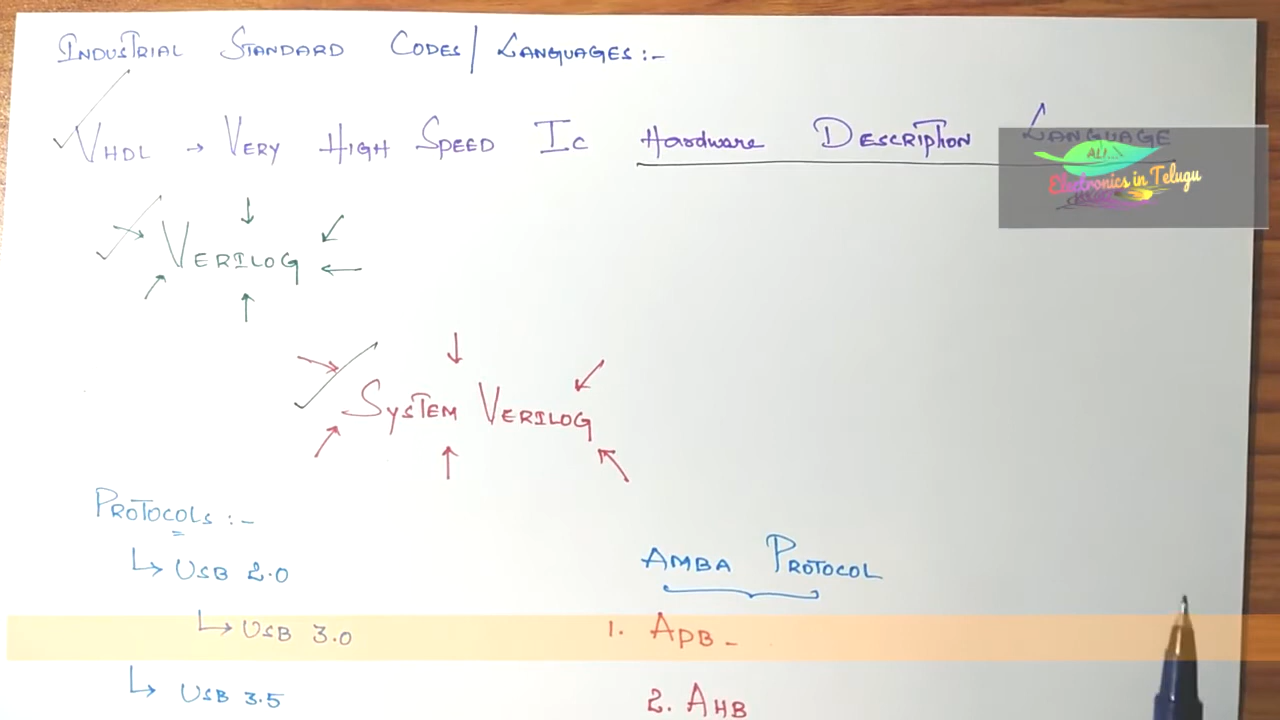 INDUSTRIAL STANDARD CODES/LANGUAGES:-
VHDL → VERY HIGH SPEED IC Hardware DESCRIPTION LANGUAGE
ALI...
Electronics in Telugu
VERILOG
SYSTEM VERILOG
PROTOCOLS:-
USB 2.0
AMBA PROTOCOL
USB 3.0
1. APB -
USB 3.5
2. AHB